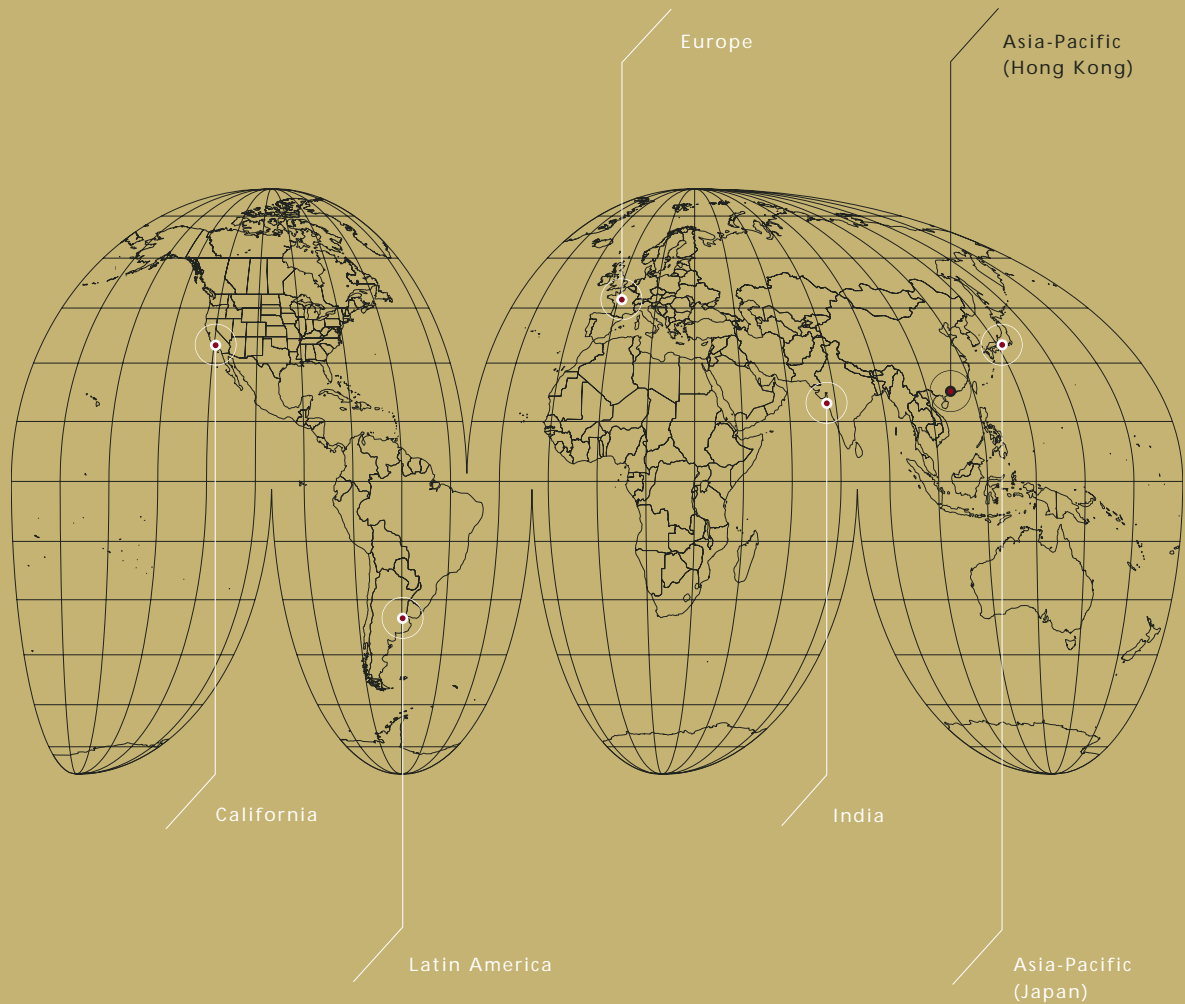 Europe
Asia-Pacific
(Hong Kong)
California
India
Latin America
Asia-Pacific
(Japan)